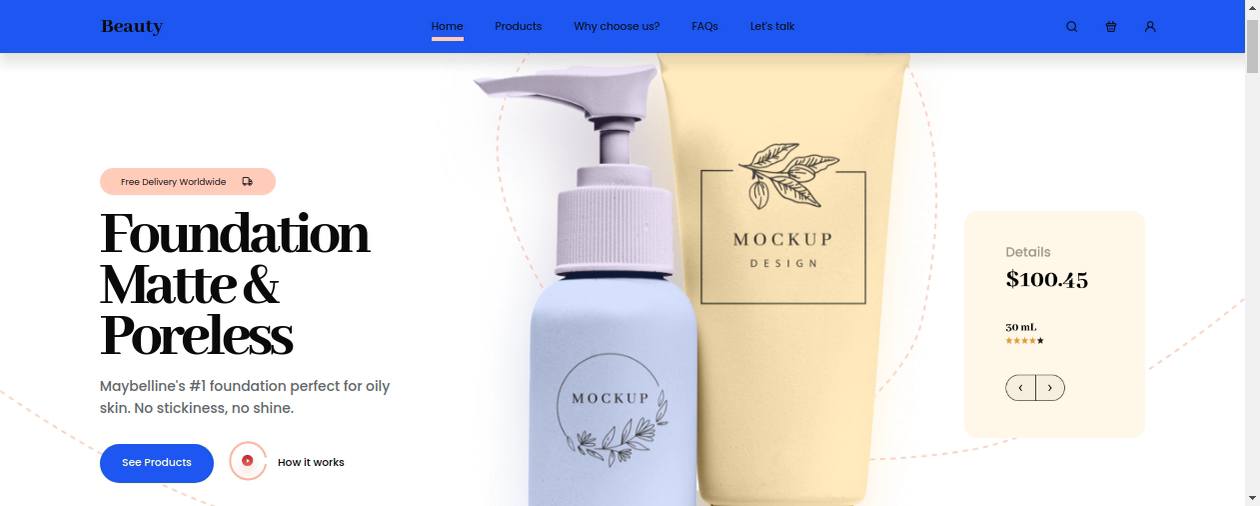 Beauty
Home
Products
Why choose us?
FAQs
Let's talk
Free Delivery Worldwide
Foundation
Matte &
Poreless
Maybelline's #1 foundation perfect for oily
skin. No stickiness, no shine.
See Products
How it works
MOCKUP
DESIGN
MOCKUP
Details
$100.45
30 mL